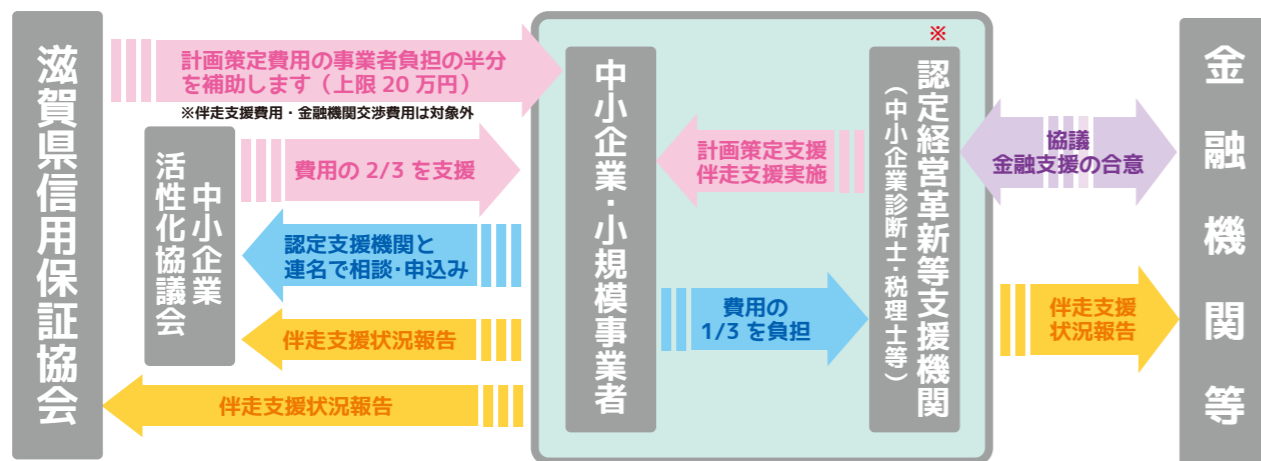 滋賀県信用保証協会
計画策定費用の事業者負担の半分
を補助します（上限 20 万円）
※伴走支援費用・金融機関交渉費用は対象外
中小企業
活性化協議会
費用の 2/3 を支援
認定支援機関と
連名で相談・申込み
伴走支援状況報告
伴走支援状況報告
中小企業・小規模事業者
計画策定支援
伴走支援実施
費用の
1/3 を負担
※
認定経営革新等支援機関
（中小企業診断士・税理士等）
協議
金融支援の合意
伴走支援
状況報告
金融機関等